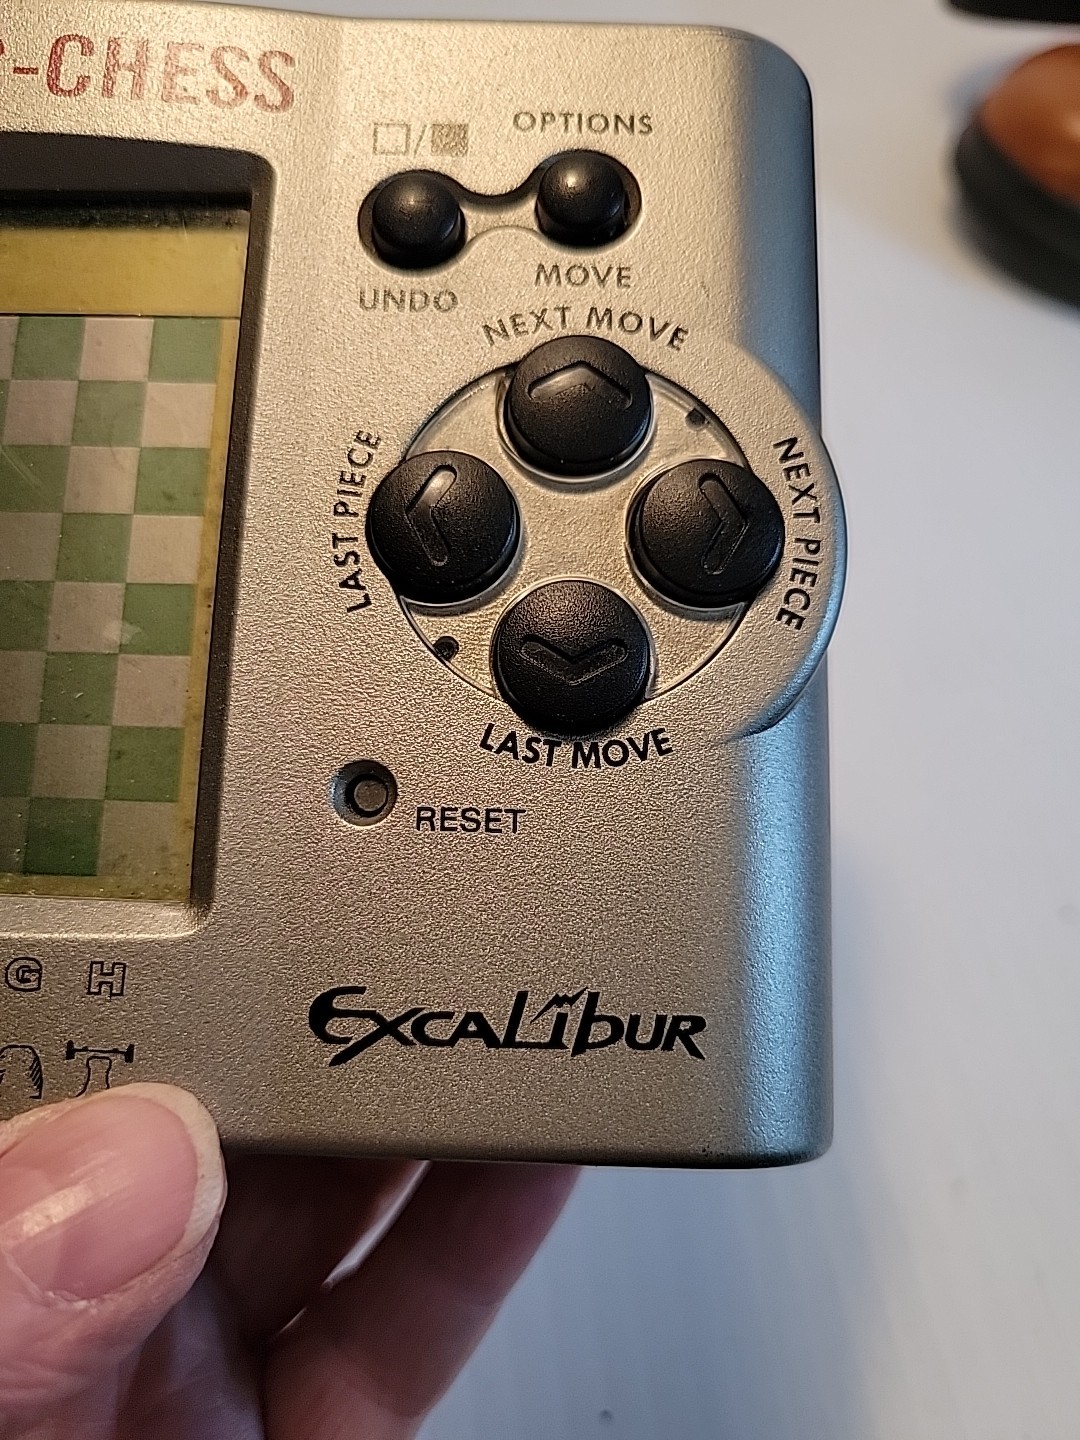 -CHESS
OPTIONS
□/■
UNDO
MOVE
NEXT MOVE
LAST PIECE
NEXT PIECE
LAST MOVE
RESET
G H
EXCALIBUR